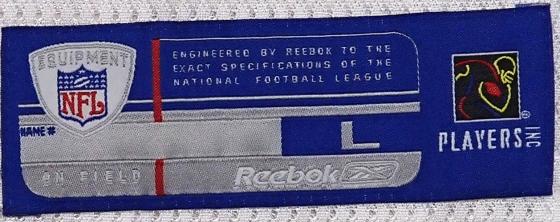 EQUIPMENT
NFL
ENGINEERED BY REEBOK TO THE
EXACT SPECIFICATIONS OF THE
NATIONAL FOOTBALL LEAGUE
NAME #
L
ON FIELD
Reebok
PLAYERS INC
®